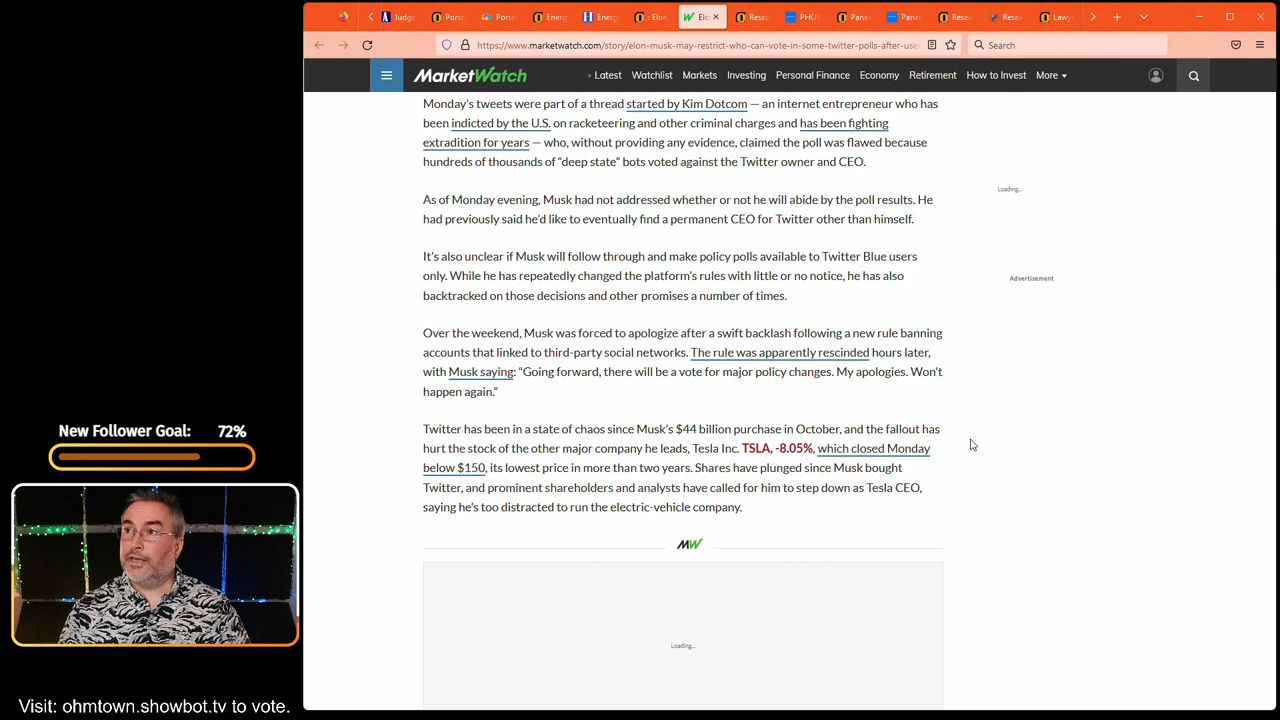 Judge
Porsc
Porsc
Energ
Energ
: Elon
Elo
Resea
PHOT
Panes
Panes
Resea
Resea
Lawye
https://www.marketwatch.com/story/elon-musk-may-restrict-who-can-vote-in-some-twitter-polls-after-user
Search
MarketWatch
• Latest Watchlist Markets Investing Personal Finance Economy Retirement How to Invest More
Monday’s tweets were part of a thread started by Kim Dotcom — an internet entrepreneur who has
been indicted by the U.S. on racketeering and other criminal charges and has been fighting
extradition for years — who, without providing any evidence, claimed the poll was flawed because
hundreds of thousands of “deep state” bots voted against the Twitter owner and CEO.
As of Monday evening, Musk had not addressed whether or not he will abide by the poll results. He
had previously said he’d like to eventually find a permanent CEO for Twitter other than himself.
It’s also unclear if Musk will follow through and make policy polls available to Twitter Blue users
only. While he has repeatedly changed the platform’s rules with little or no notice, he has also
backtracked on those decisions and other promises a number of times.
Over the weekend, Musk was forced to apologize after a swift backlash following a new rule banning
accounts that linked to third-party social networks. The rule was apparently rescinded hours later,
with Musk saying: “Going forward, there will be a vote for major policy changes. My apologies. Won’t
happen again.”
Twitter has been in a state of chaos since Musk’s $44 billion purchase in October, and the fallout has
hurt the stock of the other major company he leads, Tesla Inc. TSLA, -8.05%, which closed Monday
below $150, its lowest price in more than two years. Shares have plunged since Musk bought
Twitter, and prominent shareholders and analysts have called for him to step down as Tesla CEO,
saying he’s too distracted to run the electric-vehicle company.
MW
Loading...
Loading...
Advertisement
New Follower Goal: 72%
Visit: ohmtown.showbot.tv to vote.